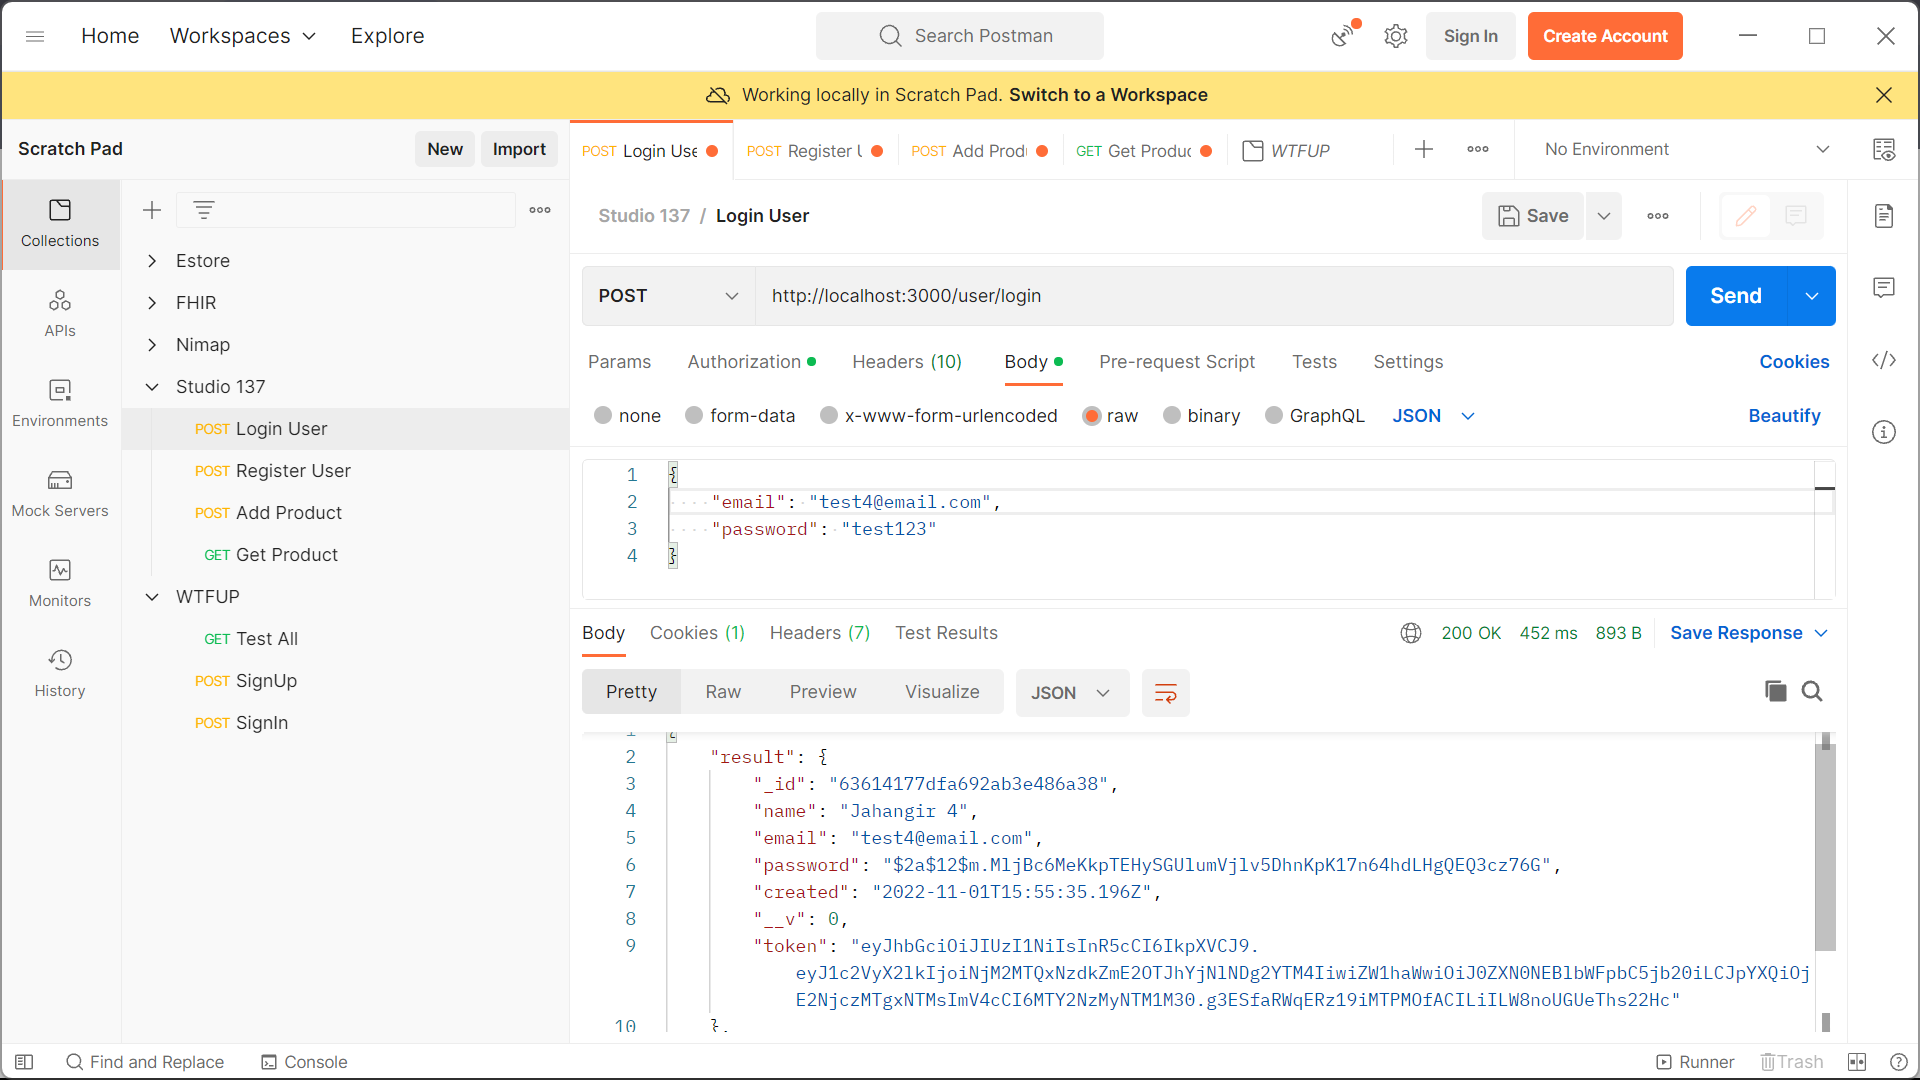 Home Workspaces Explore Search Postman Sign In Create Account
Working locally in Scratch Pad. Switch to a Workspace
Scratch Pad New Import
POST Login Use POST Register U POST Add Prod GET Get Produc WTFUP No Environment
Collections
APIs
Environments
Mock Servers
Monitors
History
Estore
FHIR
Nimap
Studio 137
POST Login User
POST Register User
POST Add Product
GET Get Product
WTFUP
GET Test All
POST SignUp
POST SignIn
Studio 137 / Login User Save
POST http://localhost:3000/user/login Send
Params Authorization Headers (10) Body Pre-request Script Tests Settings Cookies
none form-data x-www-form-urlencoded raw binary GraphQL JSON Beautify
1 {
2 "email": "test4@email.com",
3 "password": "test123"
4 }
Body Cookies (1) Headers (7) Test Results 200 OK 452 ms 893 B Save Response
Pretty Raw Preview Visualize JSON
1 {
2 "result": {
3 "_id": "63614177dfa692ab3e486a38",
4 "name": "Jahangir 4",
5 "email": "test4@email.com",
6 "password": "$2a$12$m.MljBc6MeKkpTEHySGUlumVjlv5DhnKpK17n64hdLHgQEQ3cz76G",
7 "created": "2022-11-01T15:55:35.196Z",
8 "__v": 0,
9 "token": "eyJhbGciOiJIUzI1NiIsInR5cCI6IkpXVCJ9.
eyJ1c2VyX2lkIjoiNjM2MTQxNzdkZmE2OTJhYjNlNDg2YTM4IiwiZW1haWwiOiJ0ZXN0NEBlbWFpbC5jb20iLCJpYXQiOj
E2NjczMTgxNTMsImV4cCI6MTY2NzMyNTM1M30.g3ESfaRWqERz19iMTPMOfACILiILW8noUGUeThs22Hc"
10 },
Find and Replace Console Runner Trash